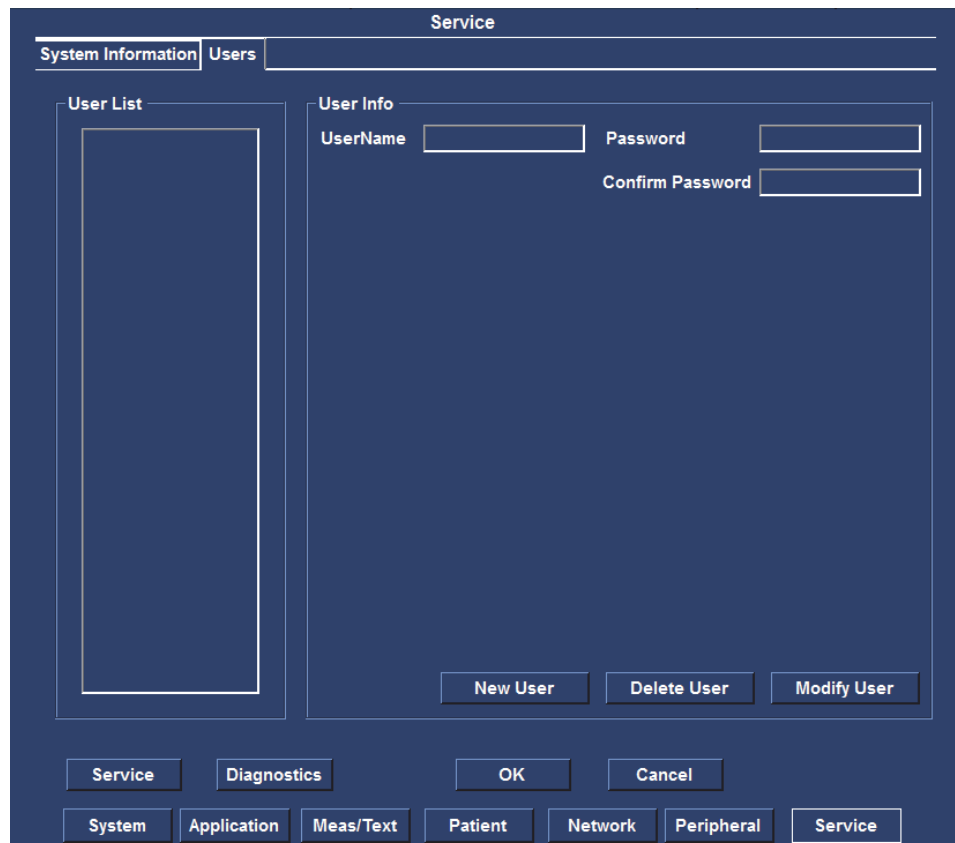 Service
System Information Users
User List
User Info
UserName Password
Confirm Password
New User Delete User Modify User
Service Diagnostics OK Cancel
System Application Meas/Text Patient Network Peripheral Service